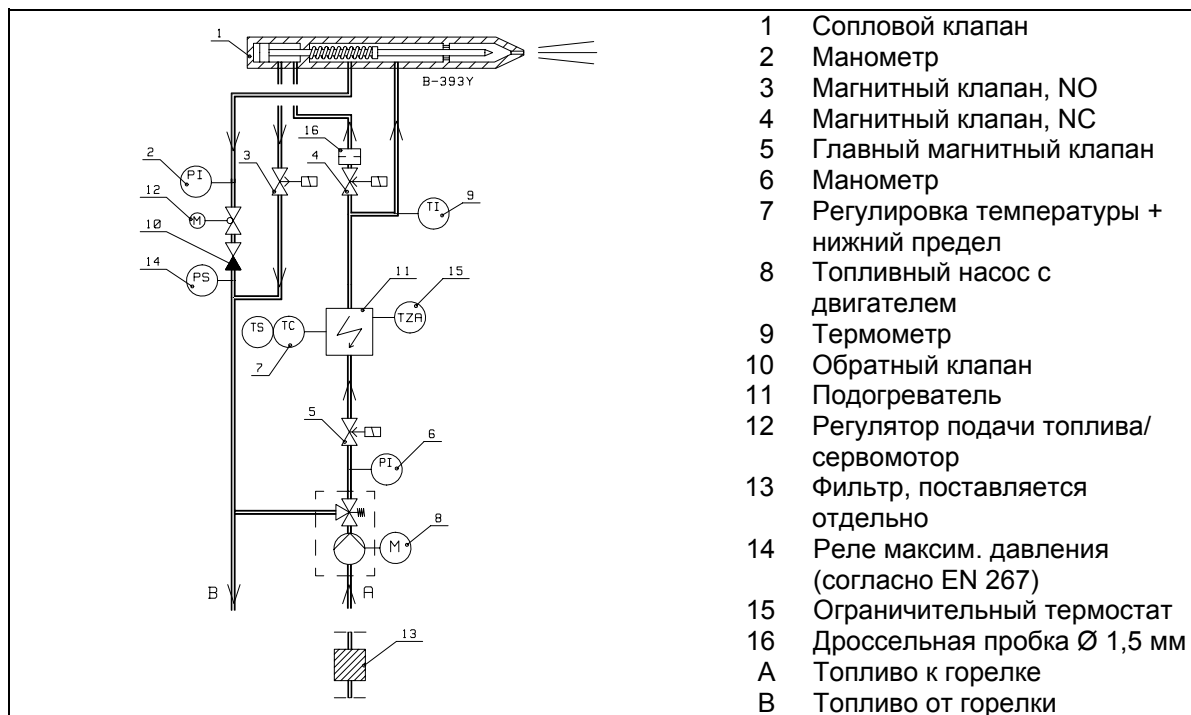 1
B-393Y
16
2
PI
3
4
12
M
TI
9
10
14
PS
11
15
TS
TC
TZA
7
5
6
PI
8
M
B
A
13
1 Сопловой клапан
2 Манометр
3 Магнитный клапан, NO
4 Магнитный клапан, NC
5 Главный магнитный клапан
6 Манометр
7 Регулировка температуры +
нижний предел
8 Топливный насос с
двигателем
9 Термометр
10 Обратный клапан
11 Подогреватель
12 Регулятор подачи топлива/
сервомотор
13 Фильтр, поставляется
отдельно
14 Реле максим. давления
(согласно EN 267)
15 Ограничительный термостат
16 Дроссельная пробка Ø 1,5 мм
A Топливо к горелке
B Топливо от горелки